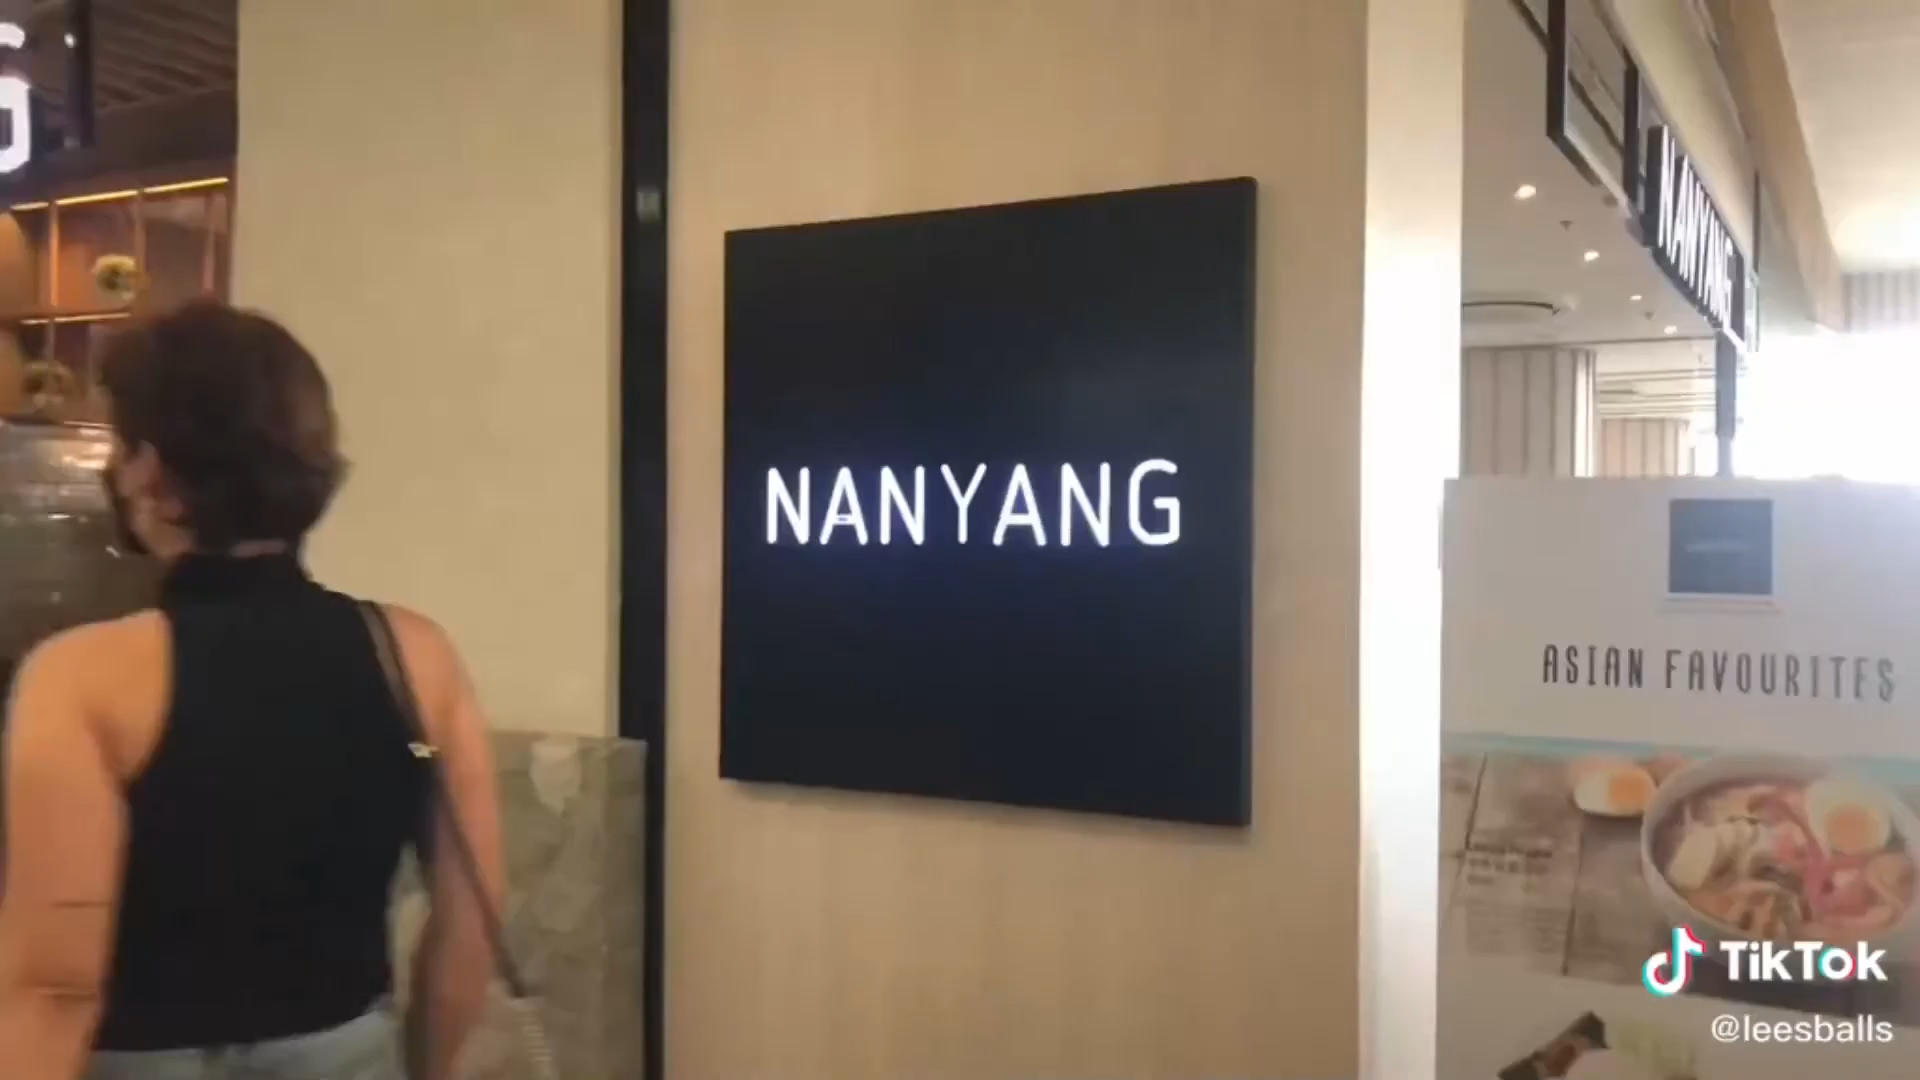 G
NANYANG
NANYANG
ASIAN FAVOURITES
TikTok
@leesballs